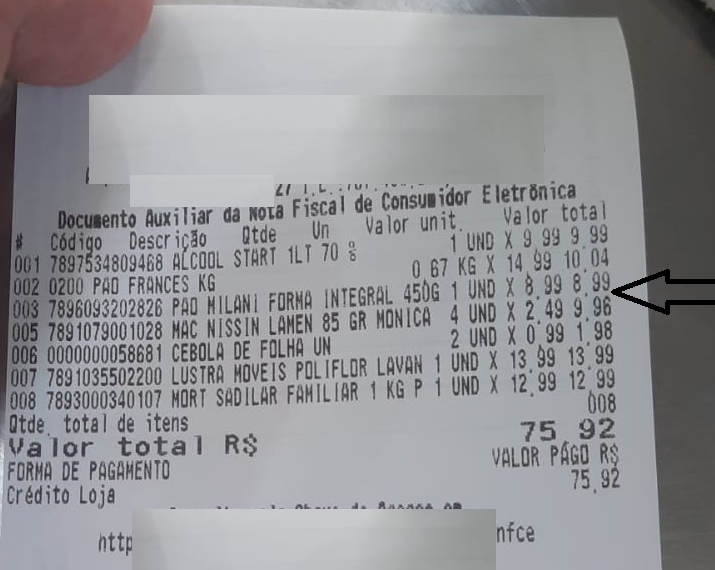 Documento Auxiliar da Nota Fiscal de Consumidor Eletrônica
# Código Descrição Qtde Un Valor unit. Valor total
001 7897534809468 ALCOOL START 1LT 70 % 1 UND X 9,99 9,99
002 0200 PAO FRANCES KG 0,67 KG X 14,99 10,04
003 7896093202826 PAO MILANI FORMA INTEGRAL 450G 1 UND X 8,99 8,99
005 7891079001028 MAC NISSIN LAMEN 85 GR MONICA 4 UND X 2,49 9,96
006 0000000058681 CEBOLA DE FOLHA UN 2 UND X 0,99 1,98
007 7891035502200 LUSTRA MOVEIS POLIFLOR LAVAN 1 UND X 13,99 13,99
008 7893000340107 MORT SADILAR FAMILIAR 1 KG P 1 UND X 12,99 12,99
Qtde. total de itens 008
Valor total R$ 75,92
FORMA DE PAGAMENTO VALOR PAGO R$
Crédito Loja 75,92
http nfce